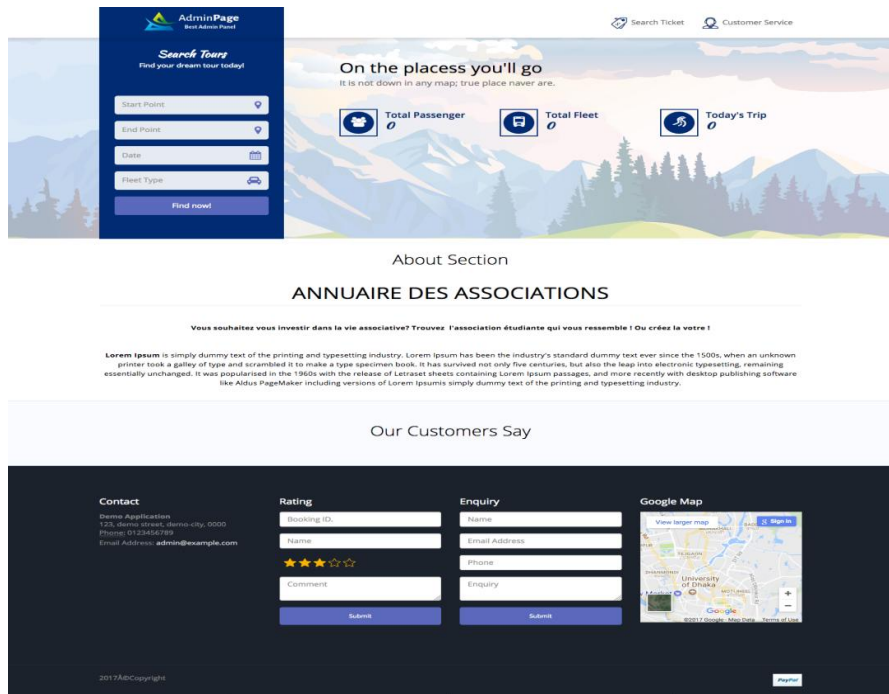 AdminPage
Best Admin Panel
Search Ticket
Customer Service
Search Tours
Find your dream tour today!
Start Point
End Point
Date
Fleet Type
Find now!
On the placess you'll go
It is not down in any map; true place naver are.
Total Passenger
0
Total Fleet
0
Today's Trip
0
About Section
ANNUAIRE DES ASSOCIATIONS
Vous souhaitez vous investir dans la vie associative? Trouvez l'association étudiante qui vous ressemble ! Ou créez la votre !
Lorem Ipsum is simply dummy text of the printing and typesetting industry. Lorem Ipsum has been the industry's standard dummy text ever since the 1500s, when an unknown
printer took a galley of type and scrambled it to make a type specimen book. It has survived not only five centuries, but also the leap into electronic typesetting, remaining
essentially unchanged. It was popularised in the 1960s with the release of Letraset sheets containing Lorem Ipsum passages, and more recently with desktop publishing software
like Aldus PageMaker including versions of Lorem Ipsumis simply dummy text of the printing and typesetting industry.
Our Customers Say
Contact
Demo Application
123, demo street, demo city, 0000
Phone: 0123456789
Email Address: admin@example.com
Rating
Booking ID.
Name
Comment
Submit
Enquiry
Name
Email Address
Phone
Enquiry
Submit
Google Map
View larger map
Sign in
University
of Dhaka
Google
©2017 Google - Map Data
Terms of Use
2017Â©Copyright
PayPal